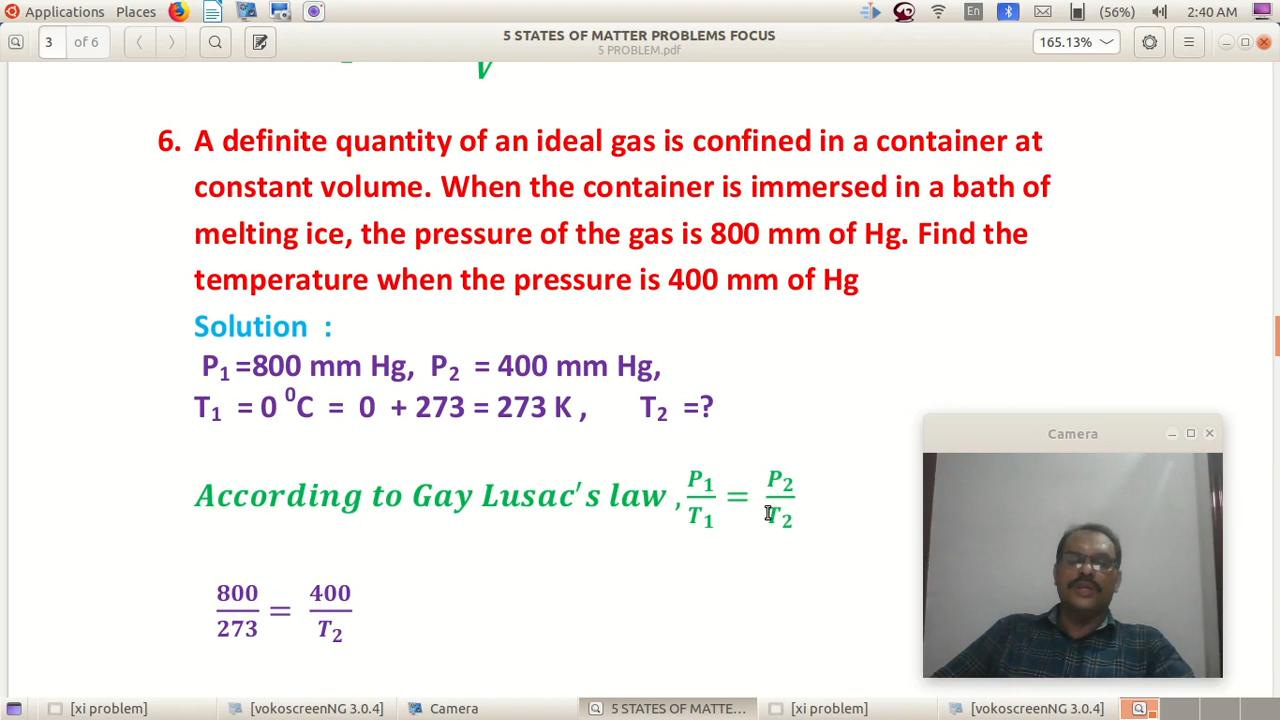 Applications Places En (56%) 2:40 AM
3 of 6 5 STATES OF MATTER PROBLEMS FOCUS 165.13%
5 PROBLEM.pdf
V
6. A definite quantity of an ideal gas is confined in a container at
constant volume. When the container is immersed in a bath of
melting ice, the pressure of the gas is 800 mm of Hg. Find the
temperature when the pressure is 400 mm of Hg
Solution :
P₁ =800 mm Hg, P₂ = 400 mm Hg,
T₁ = 0 ⁰C = 0 + 273 = 273 K , T₂ =?
Camera
According to Gay Lusac's law , P₁/T₁ = P₂/T₂
800/273 = 400/T₂
[xi problem] [vokoscreenNG 3.0.4] Camera 5 STATES OF MATTE... [xi problem] [vokoscreenNG 3.0.4]